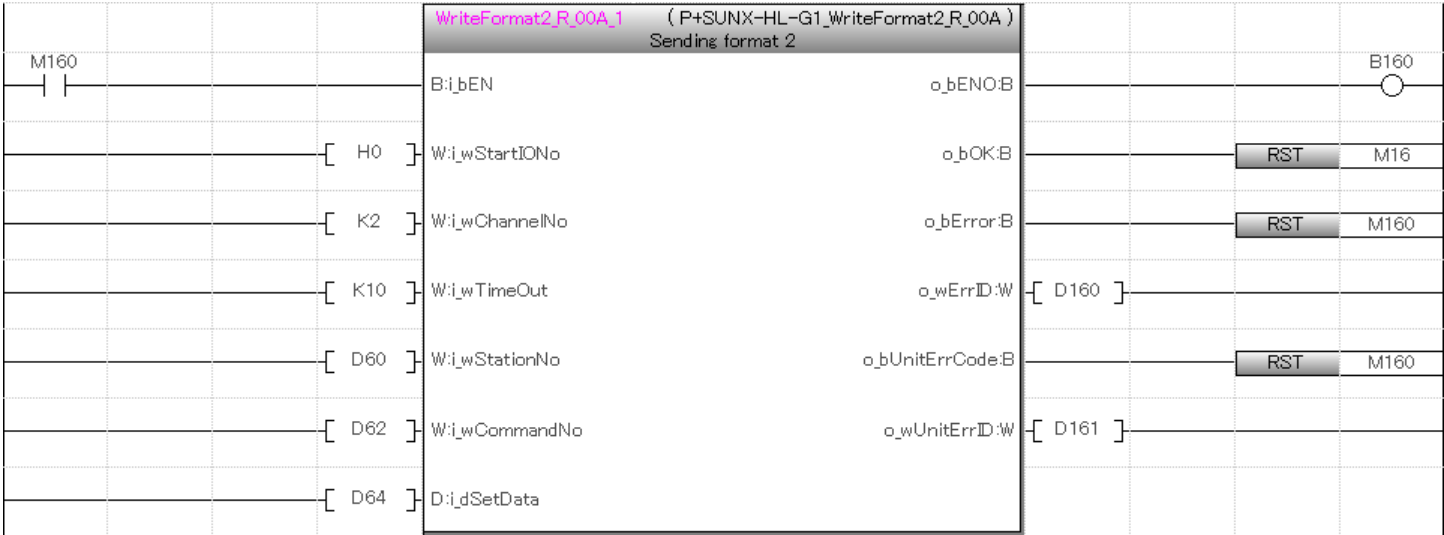 WriteFormat2_R_00A_1 (P+SUNX-HL-G1_WriteFormat2_R_00A)
Sending format 2
M160 B160
B:i_bEN o_bENO:B
H0 W:i_wStartIONo o_bOK:B RST M16
K2 W:i_wChannelNo o_bError:B RST M160
K10 W:i_wTimeOut o_wErrID:W D160
D60 W:i_wStationNo o_bUnitErrCode:B RST M160
D62 W:i_wCommandNo o_wUnitErrID:W D161
D64 D:i_dSetData